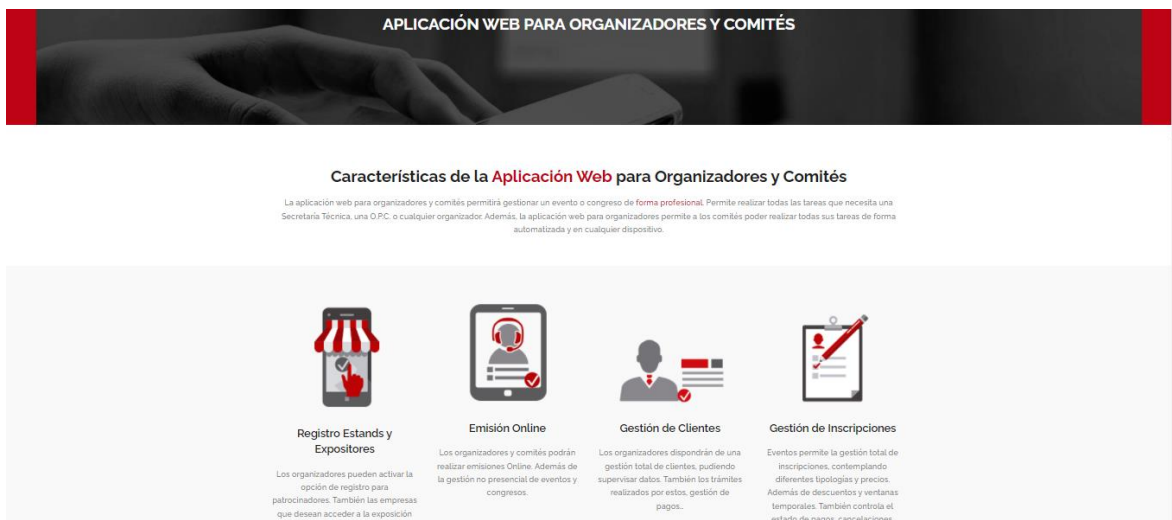 APLICACIÓN WEB PARA ORGANIZADORES Y COMITÉS
Características de la Aplicación Web para Organizadores y Comités
La aplicación web para organizadores y comités permitirá gestionar un evento o congreso de forma profesional. Permite realizar todas las tareas que necesita una
Secretaría Técnica, una O.P.C. o cualquier organizador. Además, la aplicación web para organizadores permite a los comités poder realizar todas sus tareas de forma
automatizada y en cualquier dispositivo.
Registro Estands y
Expositores
Los organizadores pueden activar la
opción de registro para
patrocinadores. También las empresas
que desean acceder a la exposición
Emisión Online
Los organizadores y comités podrán
realizar emisiones Online. Además de
la gestión no presencial de eventos y
congresos.
Gestión de Clientes
Los organizadores dispondrán de una
gestión total de clientes, pudiendo
supervisar datos. También los trámites
realizados por estos, gestión de
pagos...
Gestión de Inscripciones
Eventos permite la gestión total de
inscripciones, contemplando
diferentes tipologías y precios.
Además de descuentos y ventanas
temporales. También controla el
estado de pagos, cancelaciones,